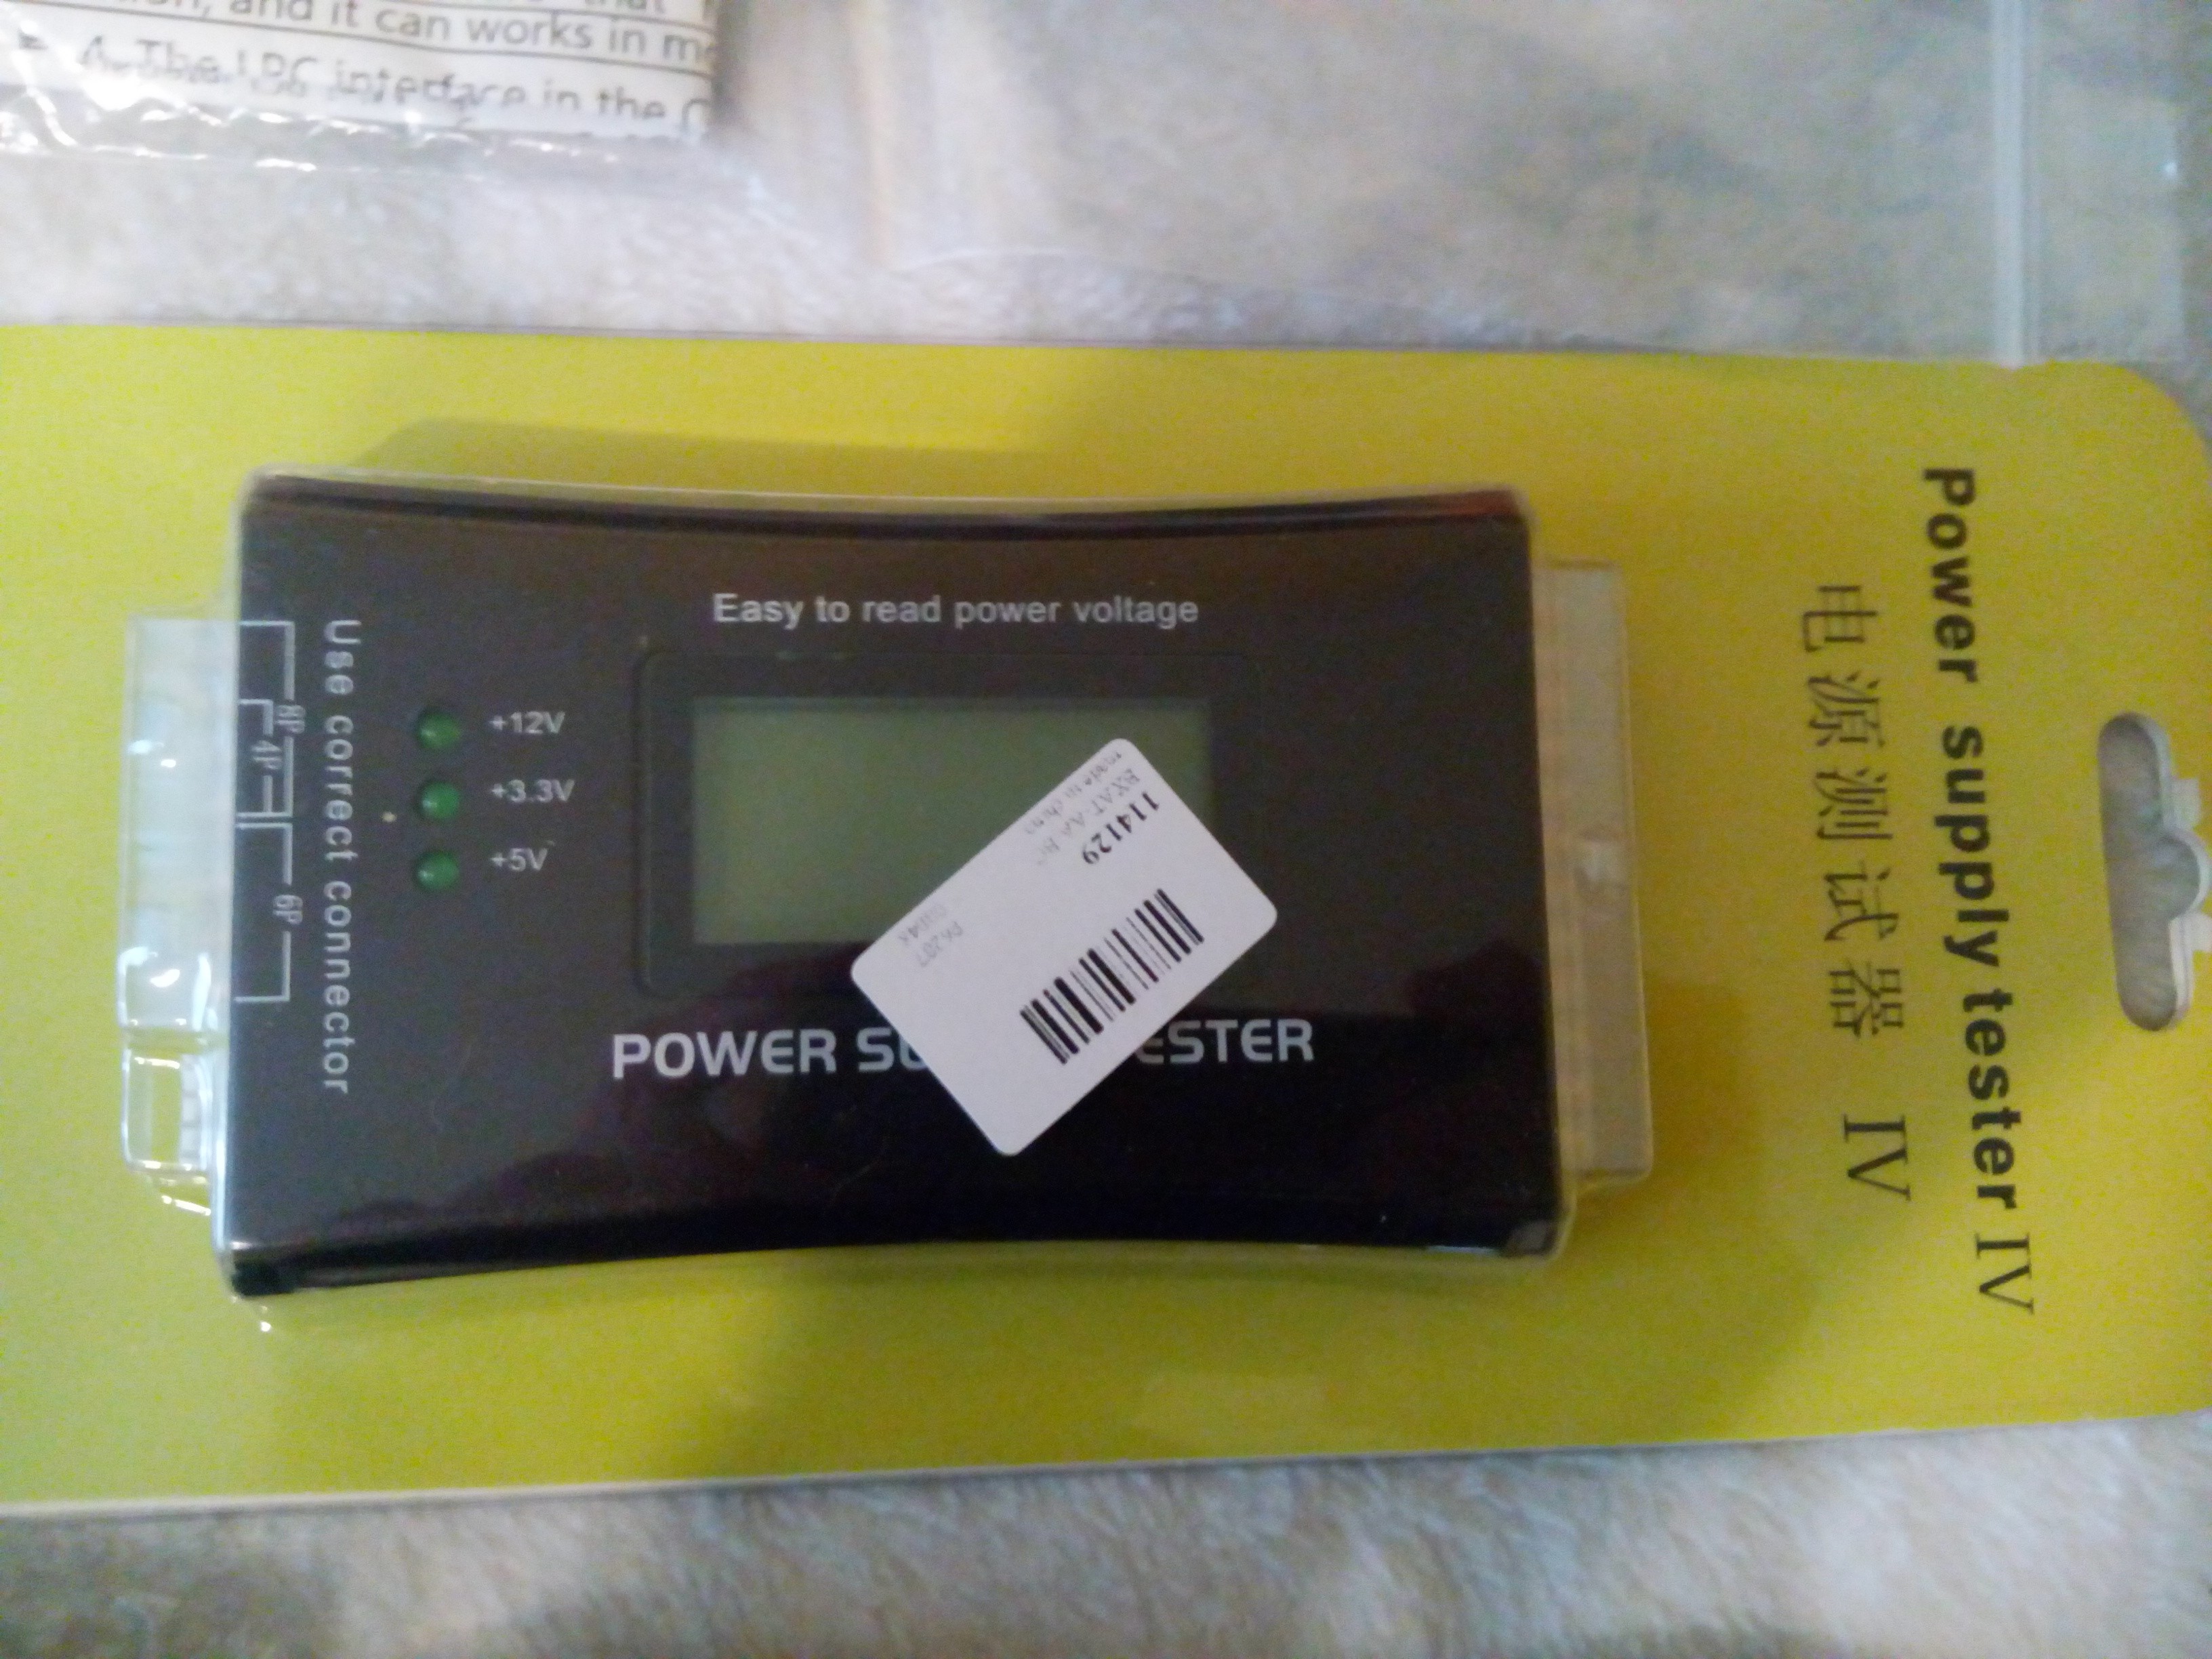 and it can works in
A. The LPC interface in the
Easy to read power voltage
+12V
+3.3V
+5V
8P
4P
6P
Use correct connector
POWER ESTER
114129
Power supply tester IV
电源测试器 IV